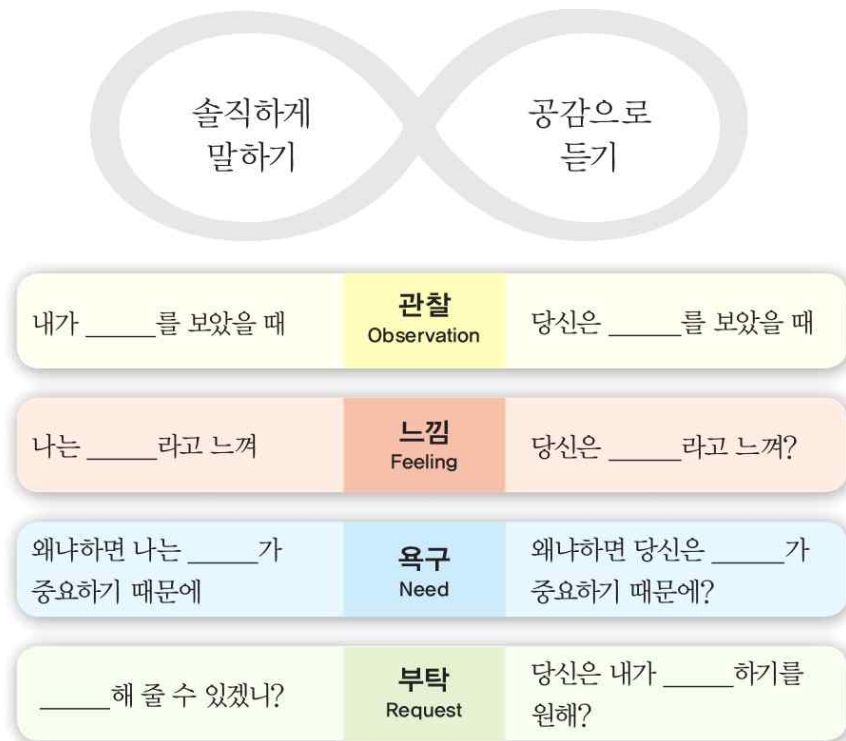 솔직하게
말하기
공감으로
듣기
내가 _____를 보았을 때
관찰
Observation
당신은 _____를 보았을 때
나는 _____라고 느껴
느낌
Feeling
당신은 _____라고 느껴?
왜냐하면 나는 _____가
중요하기 때문에
욕구
Need
왜냐하면 당신은 _____가
중요하기 때문에?
_____해 줄 수 있겠니?
부탁
Request
당신은 내가 _____하기를
원해?